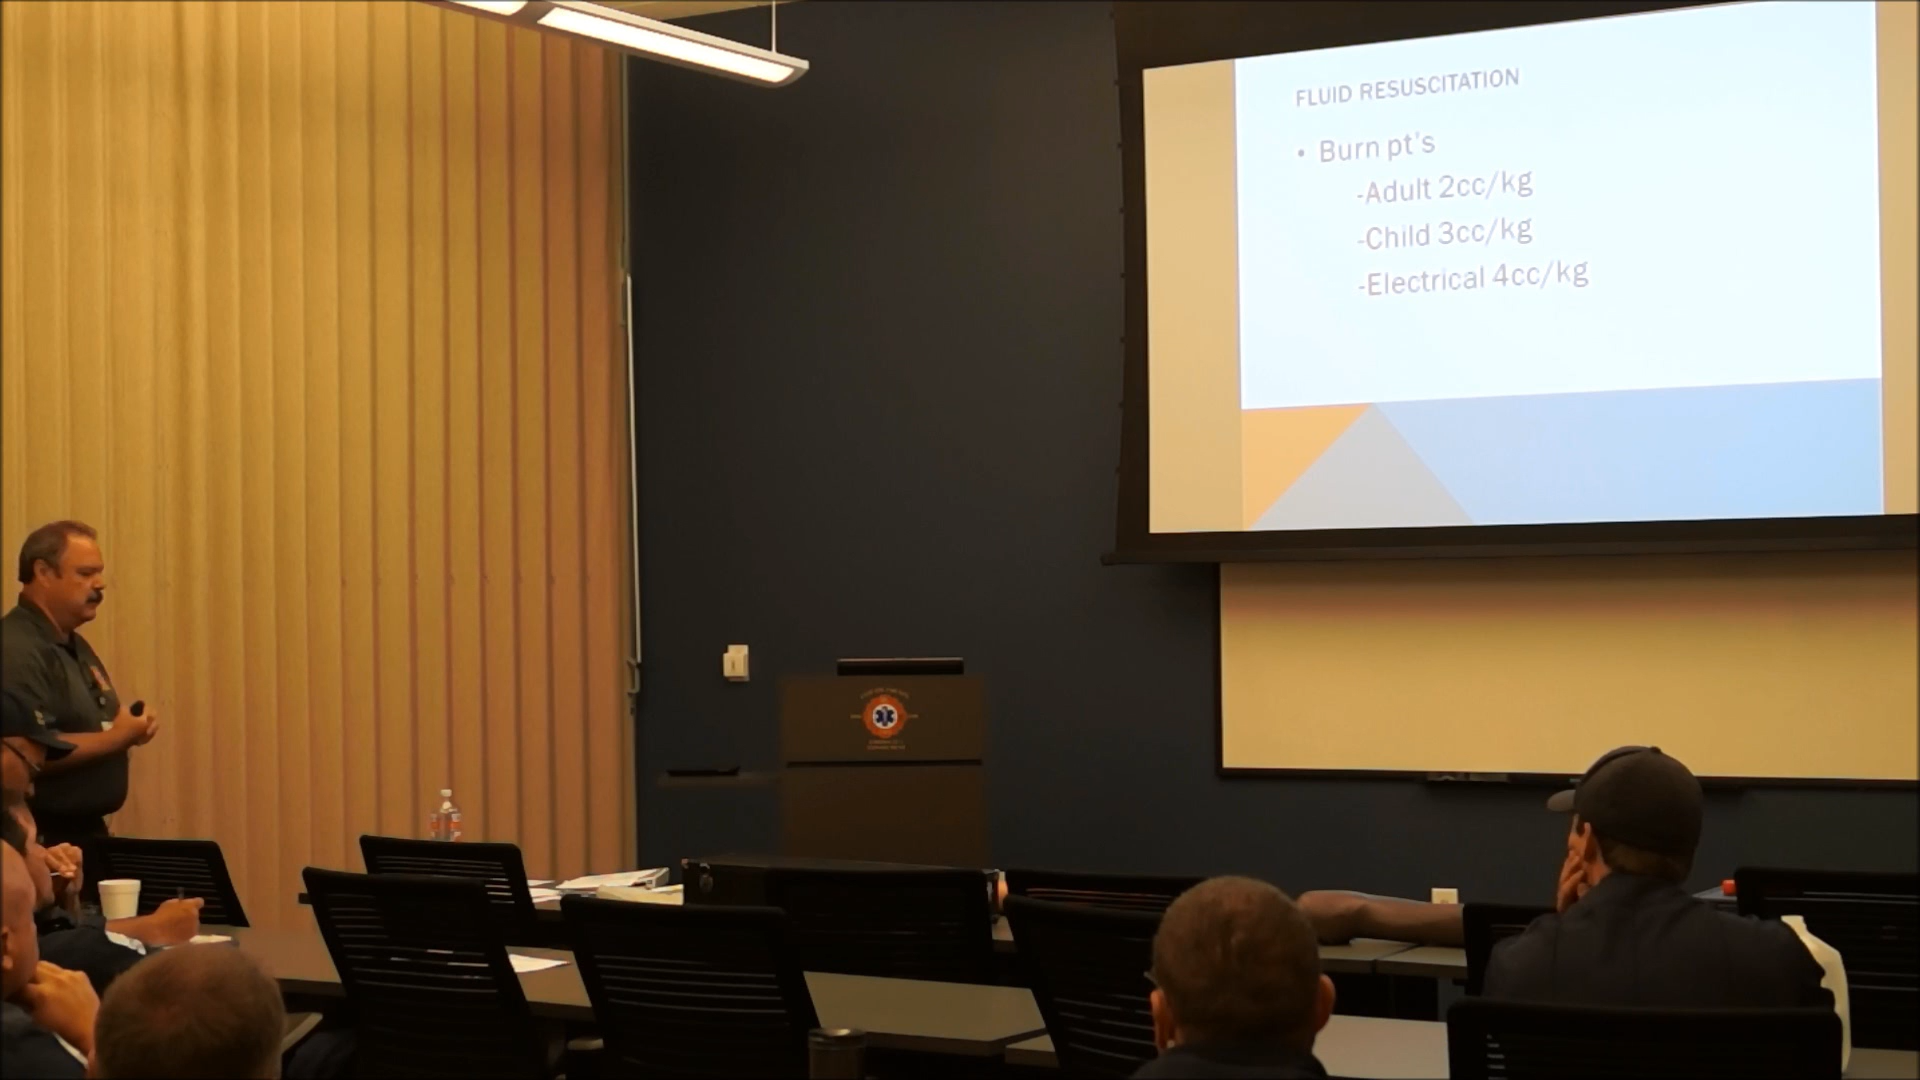 FLUID RESUSCITATION
• Burn pt's
-Adult 2cc/kg
-Child 3cc/kg
-Electrical 4cc/kg